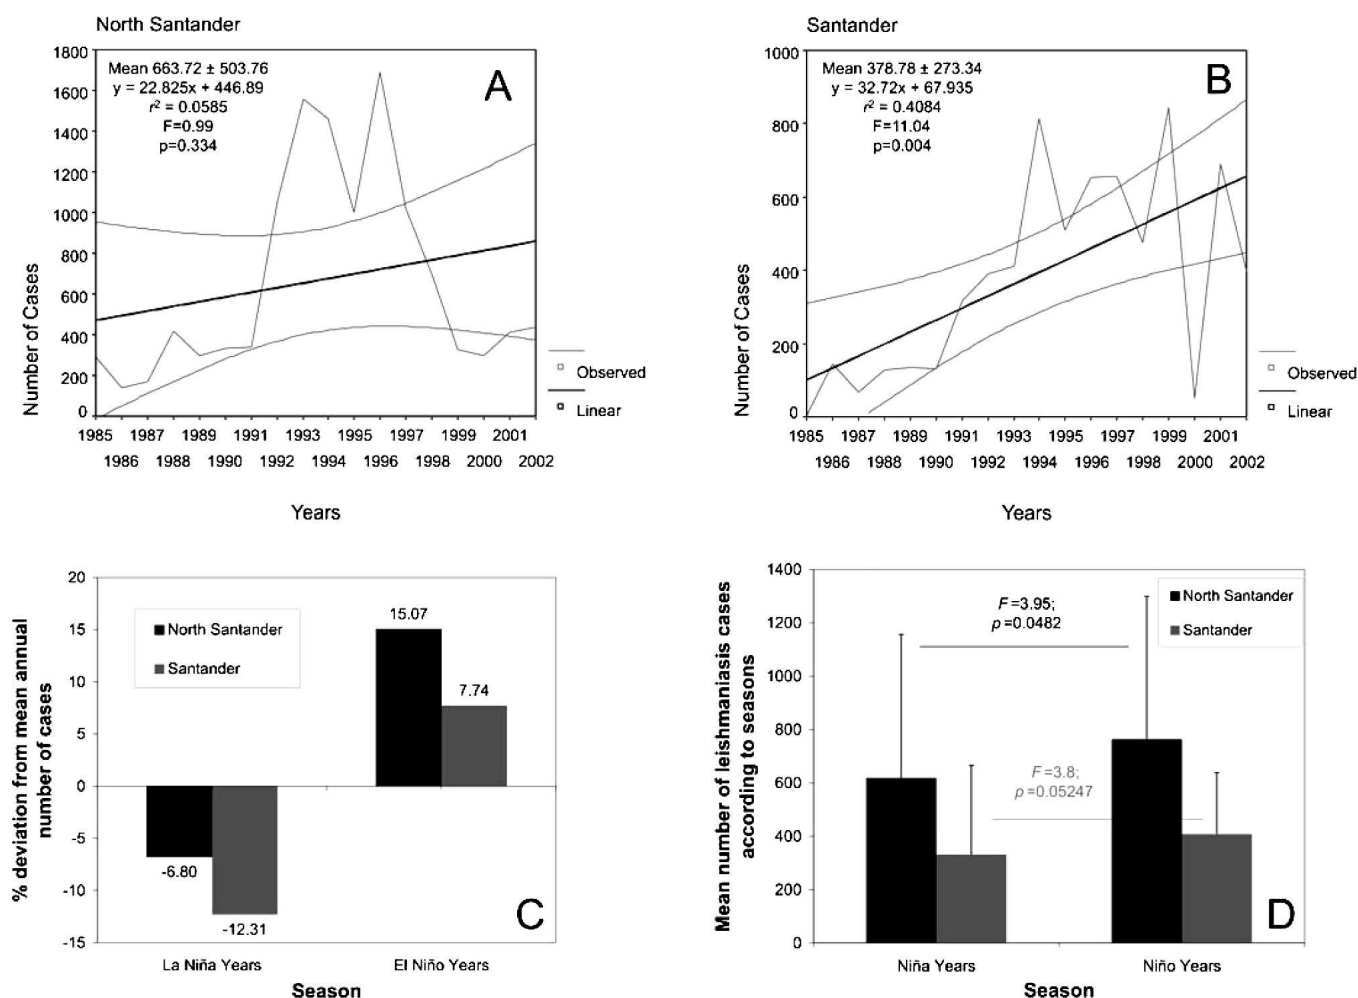 North Santander
1800
1600
1400
1200
1000
800
600
400
200
0
Number of Cases
Mean 663.72 ± 503.76
y = 22.825x + 446.89
r² = 0.0585
F=0.99
p=0.334
A
Observed
Linear
1985 1987 1989 1991 1993 1995 1997 1999 2001
1986 1988 1990 1992 1994 1996 1998 2000 2002
Years
Santander
1000
800
600
400
200
0
Number of Cases
Mean 378.78 ± 273.34
y = 32.72x + 67.935
r² = 0.4084
F=11.04
p=0.004
B
Observed
Linear
1985 1987 1989 1991 1993 1995 1997 1999 2001
1986 1988 1990 1992 1994 1996 1998 2000 2002
Years
20
15
10
5
0
-5
-10
-15
% deviation from mean annual
number of cases
North Santander
Santander
15.07
7.74
-6.80
-12.31
C
La Niña Years El Niño Years
Season
1400
1200
1000
800
600
400
200
0
Mean number of leishmaniasis cases
according to seasons
F=3.95;
p=0.0482
North Santander
Santander
F=3.8;
p=0.05247
D
Niña Years Niño Years
Season